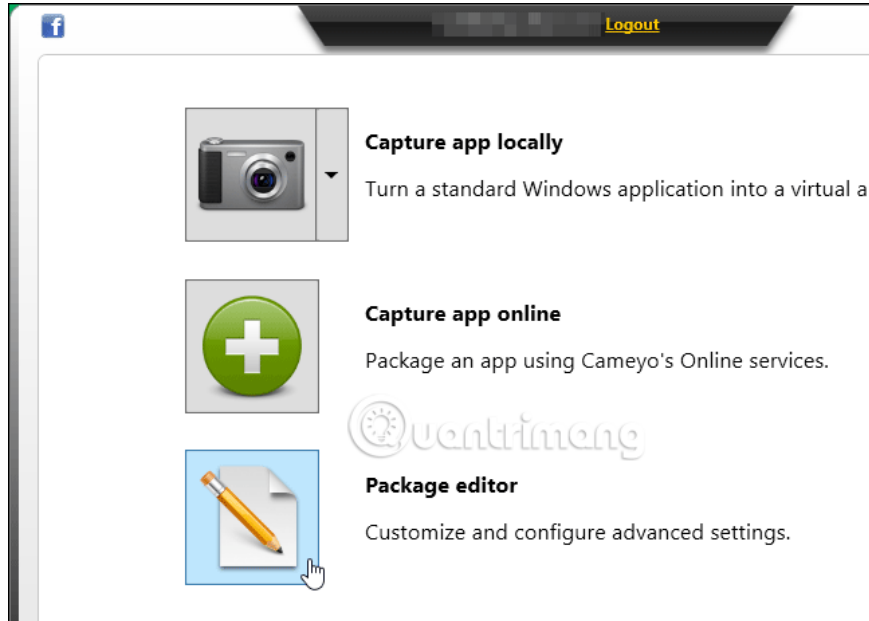 f
Logout
Capture app locally
Turn a standard Windows application into a virtual a
Capture app online
Package an app using Cameyo's Online services.
Quantrimang
Package editor
Customize and configure advanced settings.